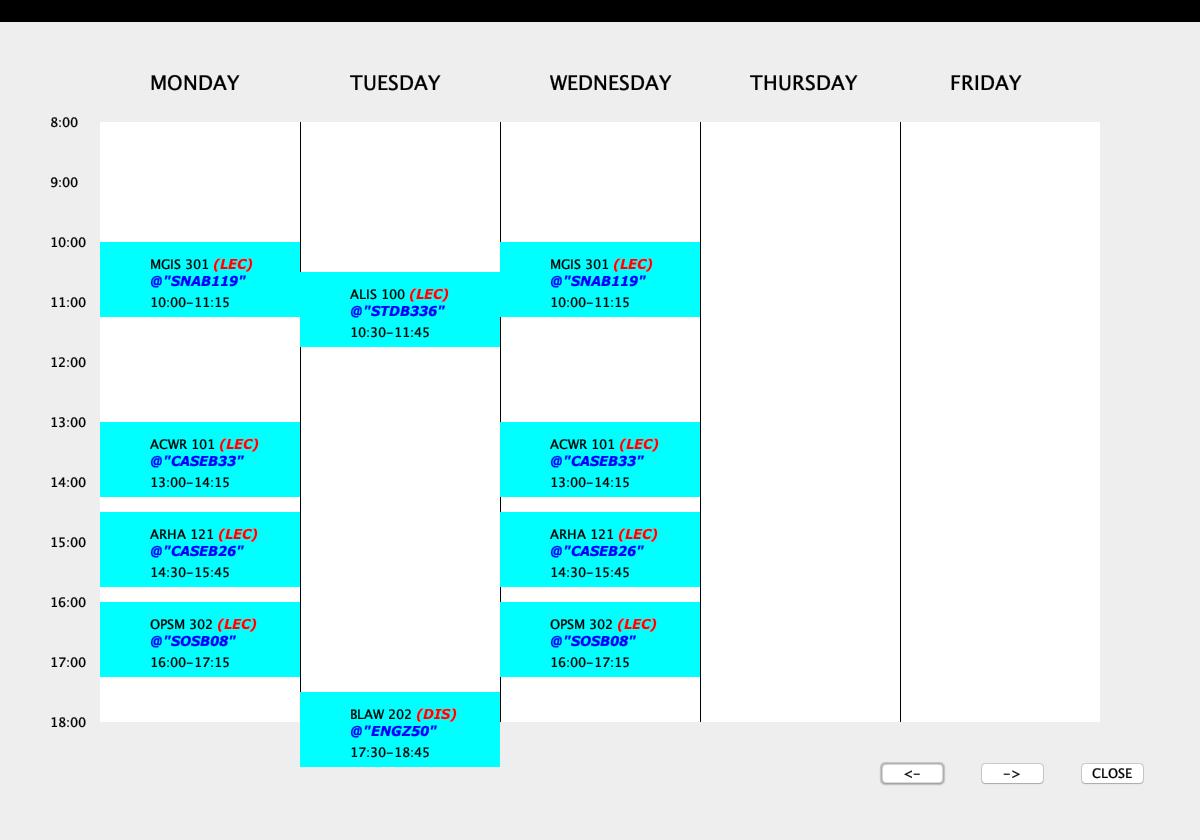 MONDAY TUESDAY WEDNESDAY THURSDAY FRIDAY
8:00
9:00
10:00
11:00
12:00
13:00
14:00
15:00
16:00
17:00
18:00
MGIS 301 (LEC)
@"SNAB119"
10:00-11:15
ACWR 101 (LEC)
@"CASEB33"
13:00-14:15
ARHA 121 (LEC)
@"CASEB26"
14:30-15:45
OPSM 302 (LEC)
@"SOSB08"
16:00-17:15
ALIS 100 (LEC)
@"STDB336"
10:30-11:45
BLAW 202 (DIS)
@"ENGZ50"
17:30-18:45
MGIS 301 (LEC)
@"SNAB119"
10:00-11:15
ACWR 101 (LEC)
@"CASEB33"
13:00-14:15
ARHA 121 (LEC)
@"CASEB26"
14:30-15:45
OPSM 302 (LEC)
@"SOSB08"
16:00-17:15
<- -> CLOSE